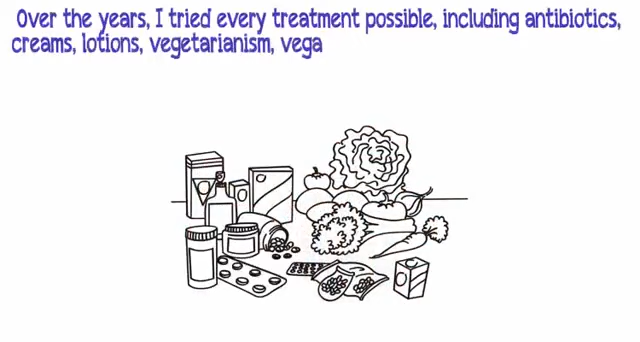 Over the years, I tried every treatment possible, including antibiotics,
creams, lotions, vegetarianism, vega